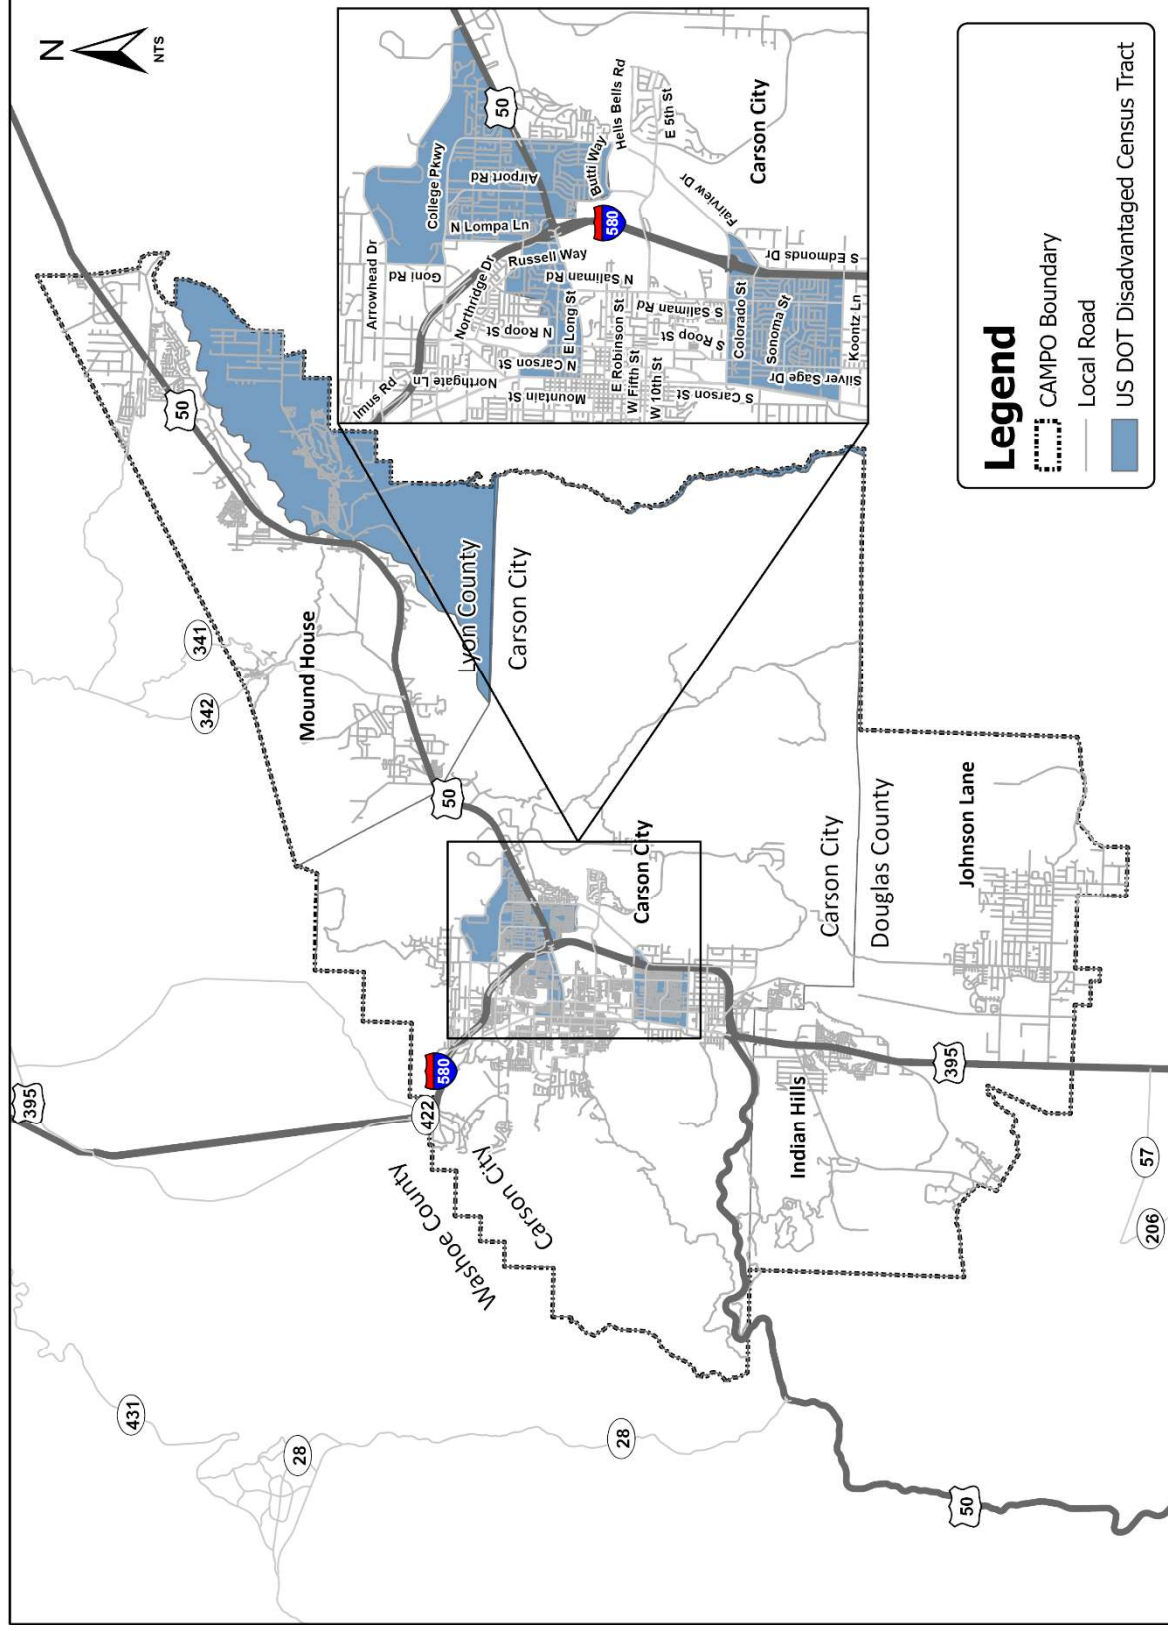 N
NTS
50
341
342
Mound House
Lyon County
Carson City
50
395
580
422
Washoe County
Carson City
431
28
28
50
Carson City
Carson City
Douglas County
Johnson Lane
Indian Hills
395
57
206
50
Imus Rd
Arrowhead Dr
Goni Rd
College Pkwy
50
Northgate Ln
Northridge Dr
N Lompa Ln
Airport Rd
Mountain St
N Carson St
N Roop St
Russell Way
E Long St
N Saliman Rd
580
Butti Way
Hells Bells Rd
E 5th St
W Fifth St
E Robinson St
W 10th St
S Carson St
S Roop St
S Saliman Rd
Fairview Dr
Carson City
Colorado St
Sonoma St
Silver Sage Dr
Koontz Ln
S Edmonds Dr
Legend
CAMPO Boundary
Local Road
US DOT Disadvantaged Census Tract